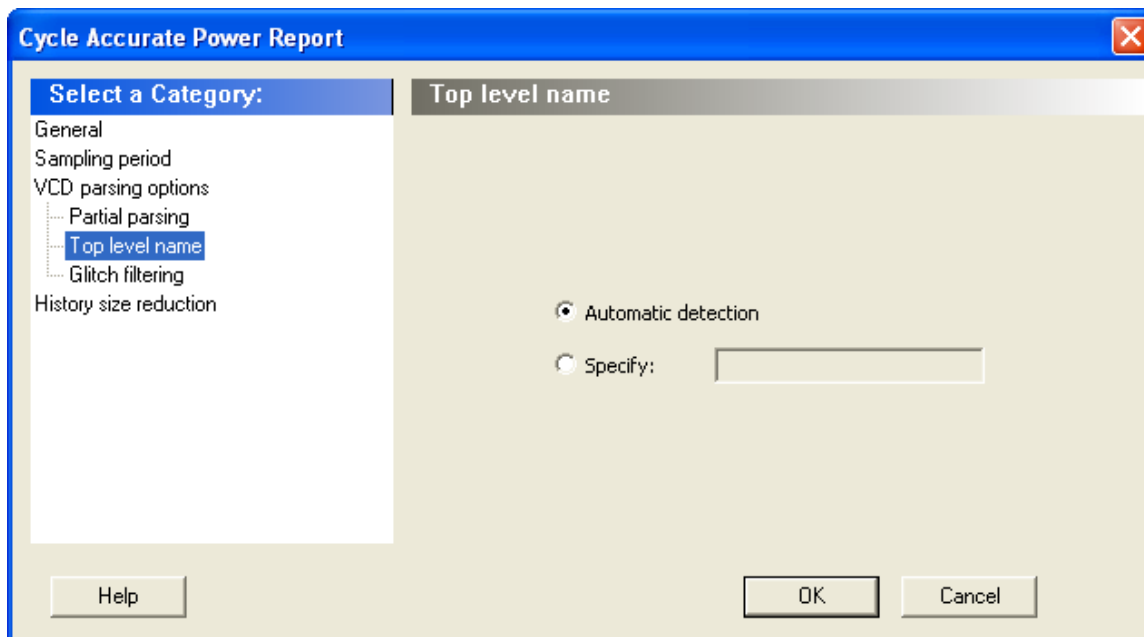 Cycle Accurate Power Report
Select a Category:
General
Sampling period
VCD parsing options
Partial parsing
Top level name
Glitch filtering
History size reduction
Top level name
Automatic detection
Specify:
Help
OK
Cancel